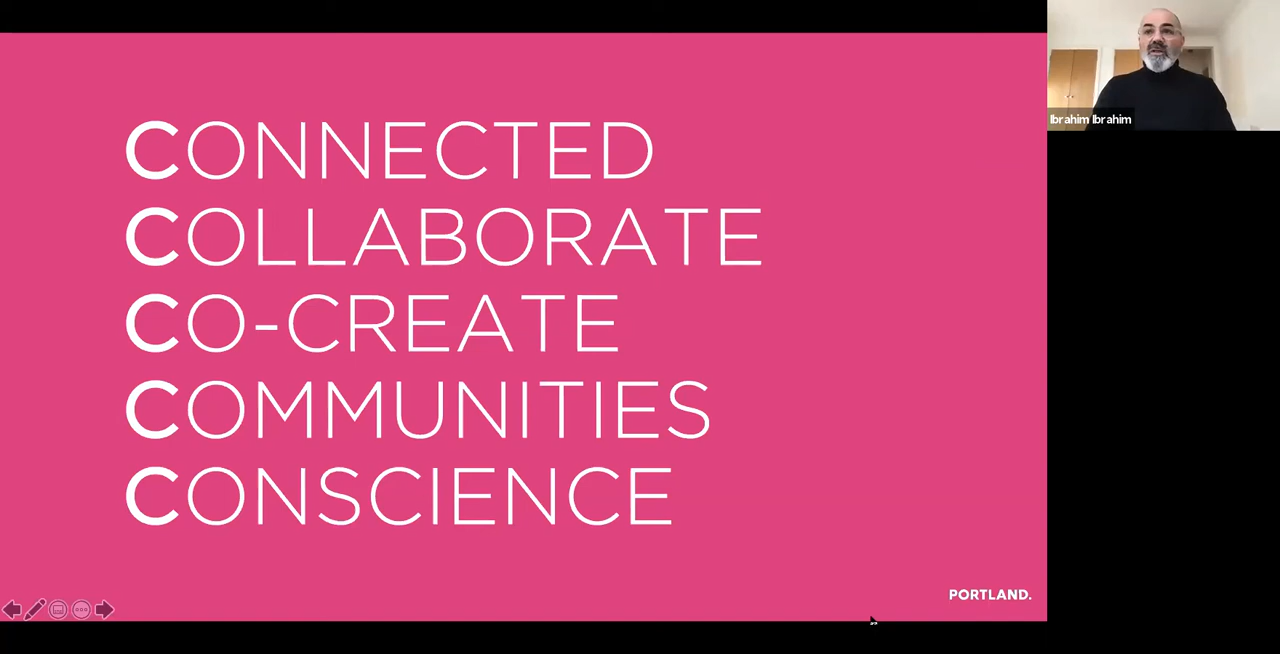 CONNECTED
COLLABORATE
CO-CREATE
COMMUNITIES
CONSCIENCE
PORTLAND.
Ibrahim Ibrahim